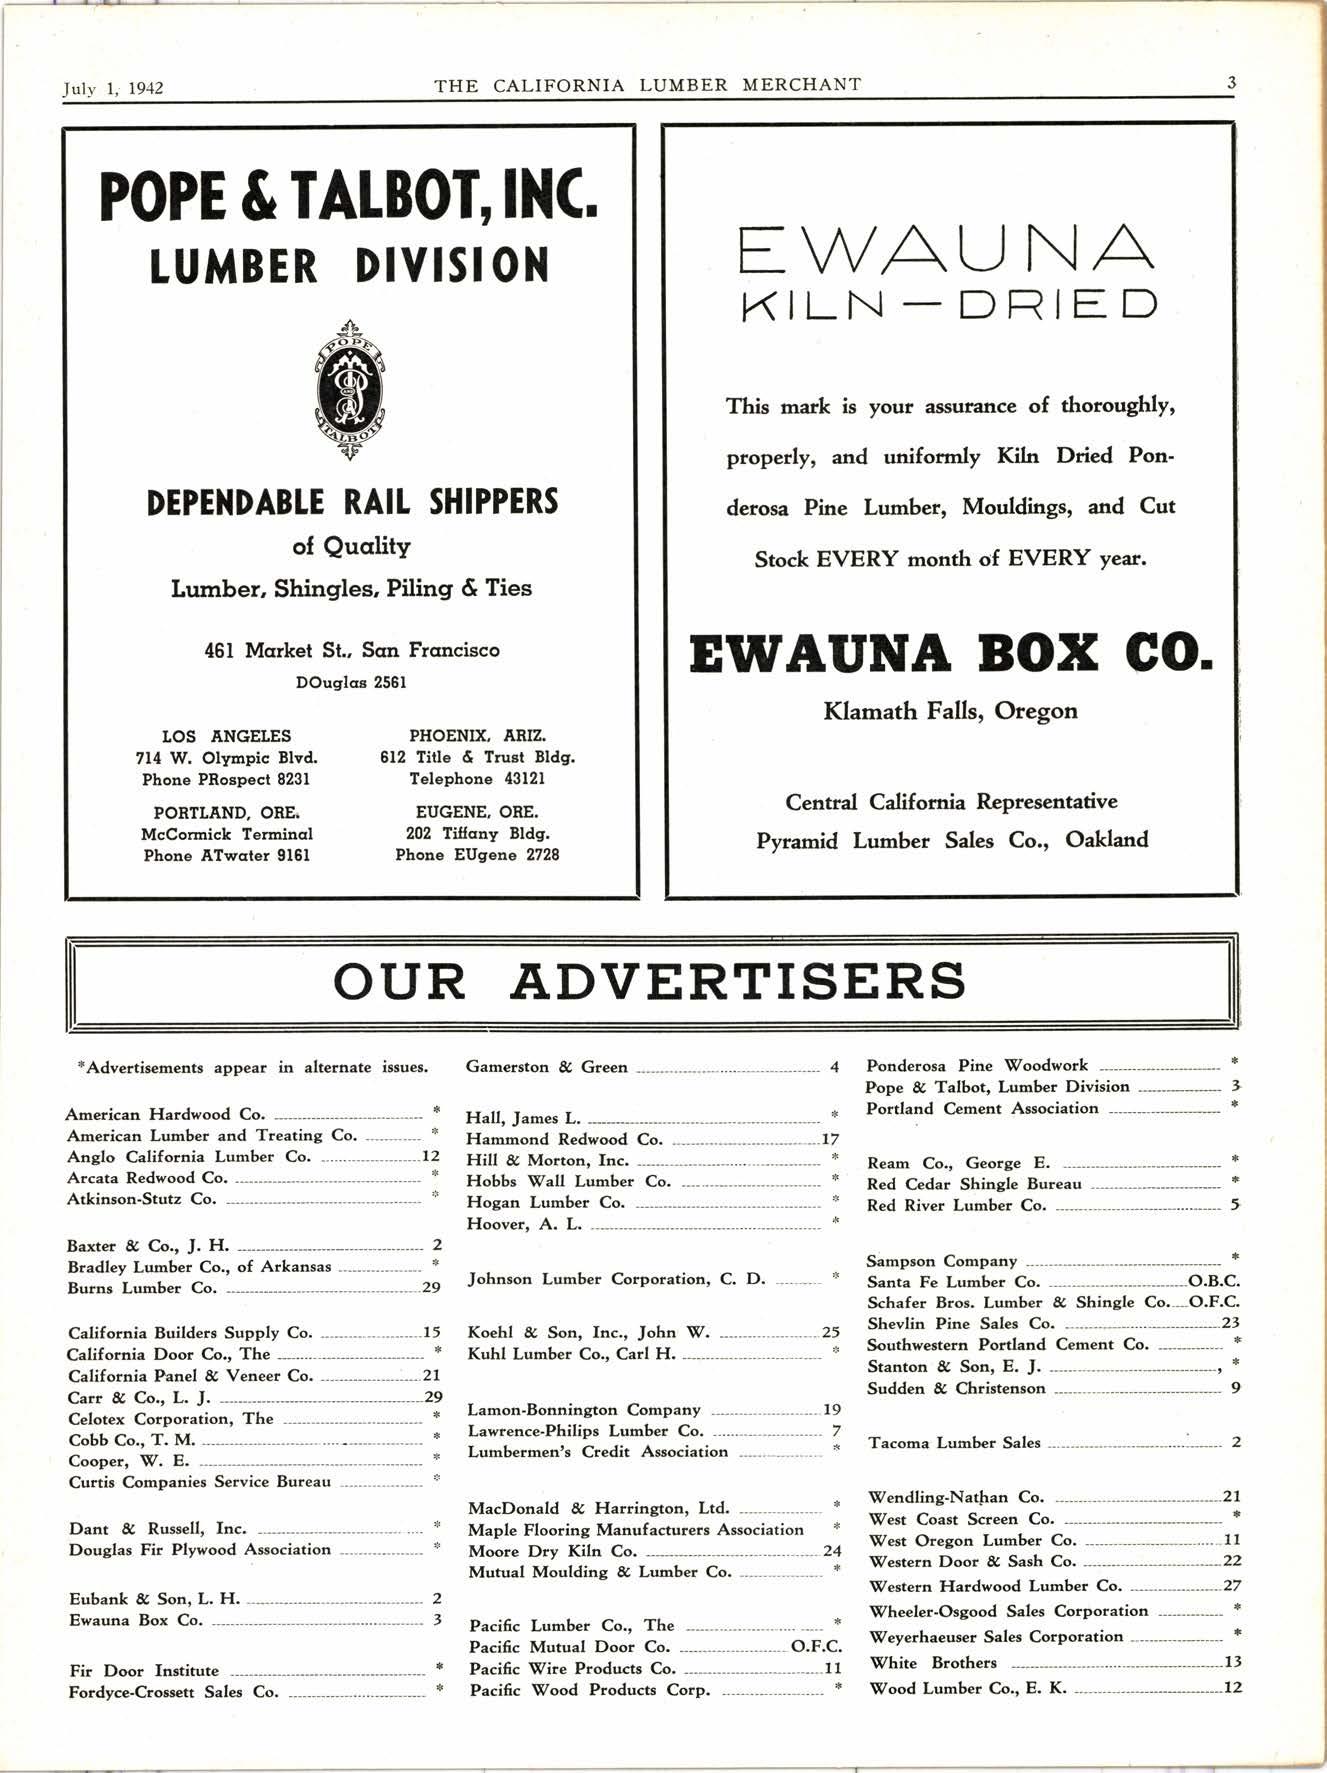 July 1, 1942 THE CALIFORNIA LUMBER MERCHANT 3
POPE & TALBOT, INC.
LUMBER DIVISION
POPE
AND
TALBOT
DEPENDABLE RAIL SHIPPERS
of Quality
Lumber, Shingles, Piling & Ties
461 Market St., San Francisco
DOuglas 2561
LOS ANGELES
714 W. Olympic Blvd.
Phone PRospect 8231
PHOENIX, ARIZ.
612 Title & Trust Bldg.
Telephone 43121
PORTLAND, ORE.
McCormick Terminal
Phone ATwater 9161
EUGENE, ORE.
202 Tiffany Bldg.
Phone EUgene 2728
EWAUNA
KILN—DRIED
This mark is your assurance of thoroughly,
properly, and uniformly Kiln Dried Pon-
derosa Pine Lumber, Mouldings, and Cut
Stock EVERY month of EVERY year.
EWAUNA BOX CO.
Klamath Falls, Oregon
Central California Representative
Pyramid Lumber Sales Co., Oakland
OUR ADVERTISERS
*Advertisements appear in alternate issues.
American Hardwood Co. *
American Lumber and Treating Co. *
Anglo California Lumber Co. 12
Arcata Redwood Co. *
Atkinson-Stutz Co. *
Baxter & Co., J. H. 2
Bradley Lumber Co., of Arkansas *
Burns Lumber Co. 29
California Builders Supply Co. 15
California Door Co., The *
California Panel & Veneer Co. 21
Carr & Co., L. J. 29
Celotex Corporation, The *
Cobb Co., T. M. *
Cooper, W. E. *
Curtis Companies Service Bureau *
Dant & Russell, Inc. *
Douglas Fir Plywood Association *
Eubank & Son, L. H. 2
Ewauna Box Co. 3
Fir Door Institute *
Fordyce-Crossett Sales Co. *
Gamerston & Green 4
Hall, James L. *
Hammond Redwood Co. 17
Hill & Morton, Inc. *
Hobbs Wall Lumber Co. *
Hogan Lumber Co. *
Hoover, A. L. *
Johnson Lumber Corporation, C. D. *
Koehl & Son, Inc., John W. 25
Kuhl Lumber Co., Carl H. *
Lamon-Bonnington Company 19
Lawrence-Philips Lumber Co. 7
Lumbermen's Credit Association *
MacDonald & Harrington, Ltd. *
Maple Flooring Manufacturers Association *
Moore Dry Kiln Co. 24
Mutual Moulding & Lumber Co. *
Pacific Lumber Co., The *
Pacific Mutual Door Co. O.F.C.
Pacific Wire Products Co. 11
Pacific Wood Products Corp. *
Ponderosa Pine Woodwork *
Pope & Talbot, Lumber Division 3
Portland Cement Association *
Ream Co., George E. *
Red Cedar Shingle Bureau *
Red River Lumber Co. 5
Sampson Company *
Santa Fe Lumber Co. O.B.C.
Schafer Bros. Lumber & Shingle Co. O.F.C.
Shevlin Pine Sales Co. 23
Southwestern Portland Cement Co. *
Stanton & Son, E. J. , *
Sudden & Christenson 9
Tacoma Lumber Sales 2
Wendling-Nathan Co. 21
West Coast Screen Co. *
West Oregon Lumber Co. 11
Western Door & Sash Co. 22
Western Hardwood Lumber Co. 27
Wheeler-Osgood Sales Corporation *
Weyerhaeuser Sales Corporation *
White Brothers 13
Wood Lumber Co., E. K. 12